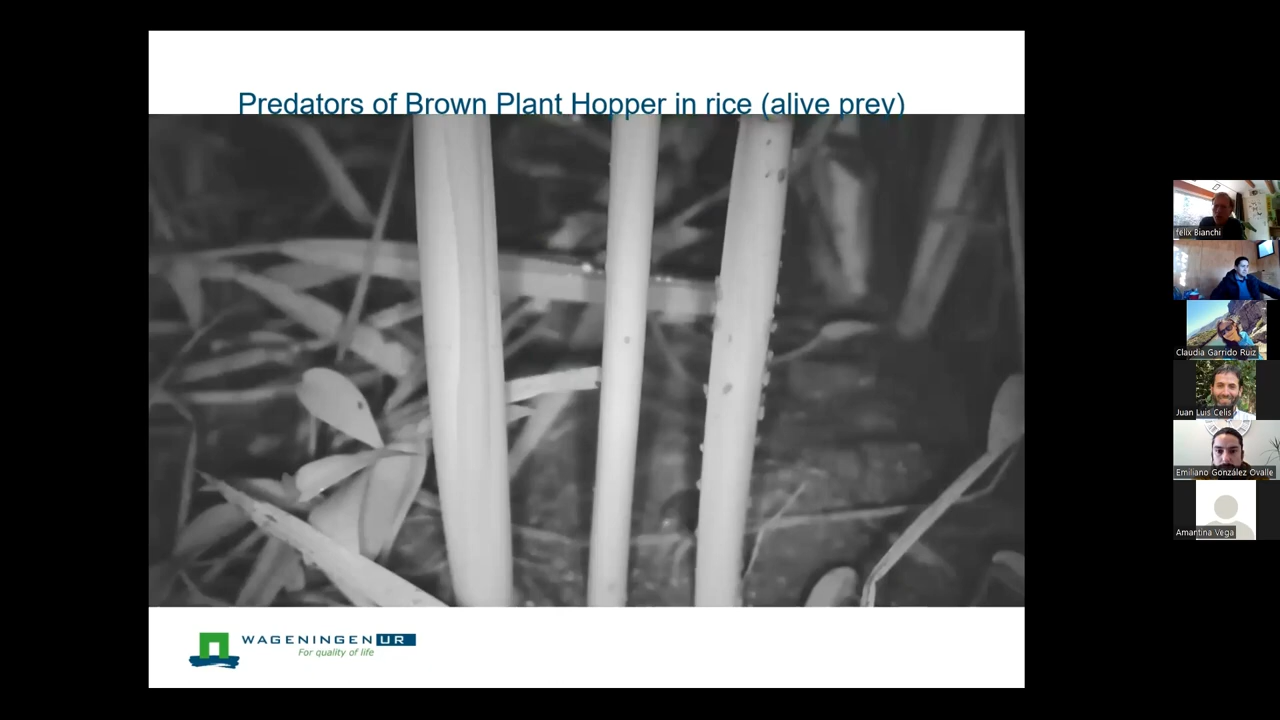 Predators of Brown Plant Hopper in rice (alive prey)
WAGENINGEN UR
For quality of life
félix Bianchi
Claudia Garrido Ruiz
Juan Luis Celis
Emiliano González Ovalle
Amantina Vega